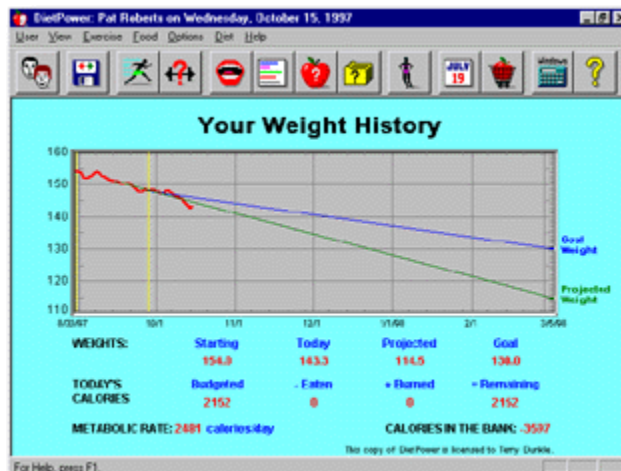 DietPower: Pat Roberts on Wednesday, October 15, 1997
User View Exercise Food Options Diet Help
JULY
19
Windows
Your Weight History
160
150
140
130
120
110
Goal
Weight
Projected
Weight
10/1
11/1
12/1
1/1/98
2/1
3/5/98
WEIGHTS: Starting Today Projected Goal
154.0 143.3 114.5 130.0
TODAY'S
CALORIES
Budgeted - Eaten + Burned = Remaining
2152 0 0 2152
METABOLIC RATE: 2481 calories/day CALORIES IN THE BANK: -3597
This copy of DietPower is licensed to Terry Dunkle.
For Help, press F1.